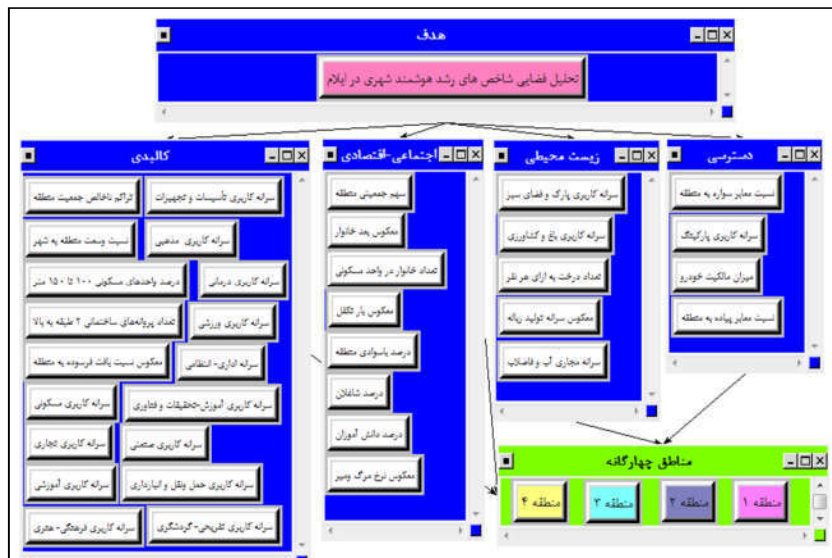 هدف
تحلیل فضایی شاخص های رشد هوشمند شهری در ایلام
دسترسی
نسبت معابر سواره به منطقه
سرانه کاربری پارکینگ
میزان مالکیت خودرو
نسبت معابر پیاده به منطقه
زیست محیطی
سرانه کاربری پارک و فضای سبز
سرانه کاربری باغ و کشاورزی
تعداد درخت به ازای هر نفر
معکوس سرانه تولید زباله
سرانه مجاری آب و فاضلاب
اجتماعی-اقتصادی
سهم جمعیتی منطقه
معکوس بعد خانوار
تعداد خانوار در واحد مسکونی
معکوس بار تکفل
درصد باسوادی منطقه
درصد شاغلان
درصد دانش آموزان
معکوس نرخ مرگ ومیر
کالبدی
سرانه کاربری تأسیسات و تجهیزات
تراکم ناخالص جمعیت منطقه
سرانه کاربری مذهبی
نسبت وسعت منطقه به شهر
سرانه کاربری درمانی
درصد واحدهای مسکونی ۱۰۰ تا ۱۵۰ متر
سرانه کاربری ورزشی
تعداد پروانه‌های ساختمانی ۲ طبقه به بالا
سرانه اداری- انتظامی
معکوس نسبت بافت فرسوده به منطقه
سرانه کاربری آموزش-تحقیقات و فناوری
سرانه کاربری مسکونی
سرانه کاربری صنعتی
سرانه کاربری تجاری
سرانه کاربری حمل ونقل و انبارداری
سرانه کاربری آموزشی
سرانه کاربری تفریحی- گردشگری
سرانه کاربری فرهنگی- هنری
مناطق چهارگانه
منطقه ۱
منطقه ۲
منطقه ۳
منطقه ۴